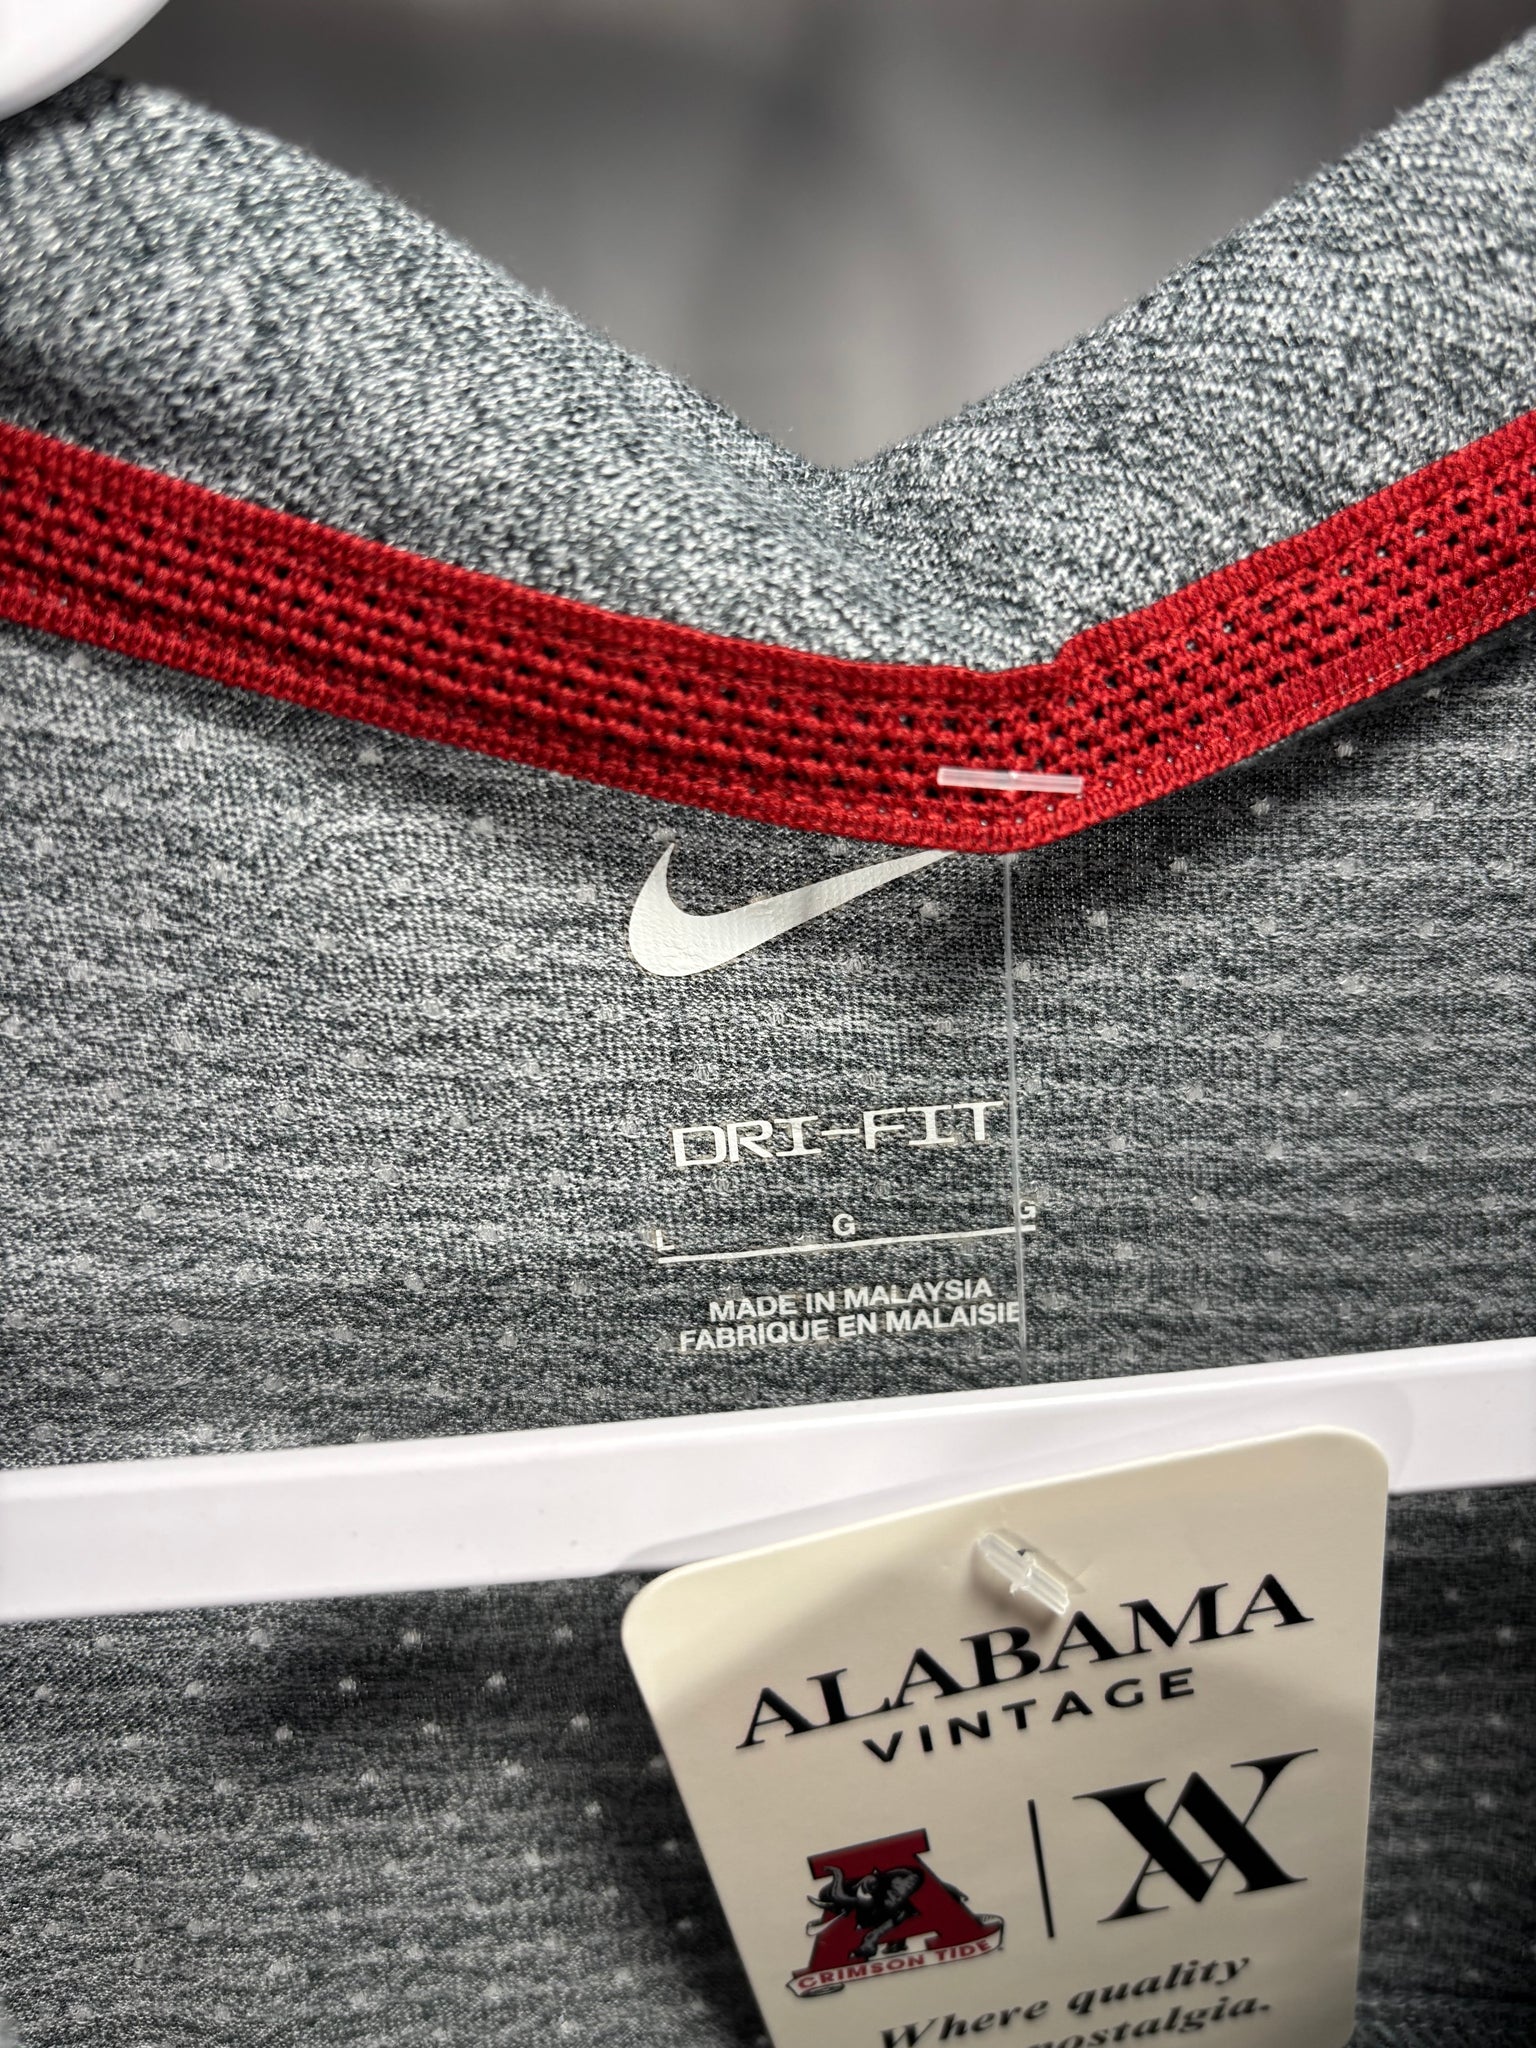 DRI-FIT
L G G
MADE IN MALAYSIA
FABRIQUE EN MALAISIE
ALABAMA
VINTAGE
CRIMSON TIDE
Where quality
nostalgia.